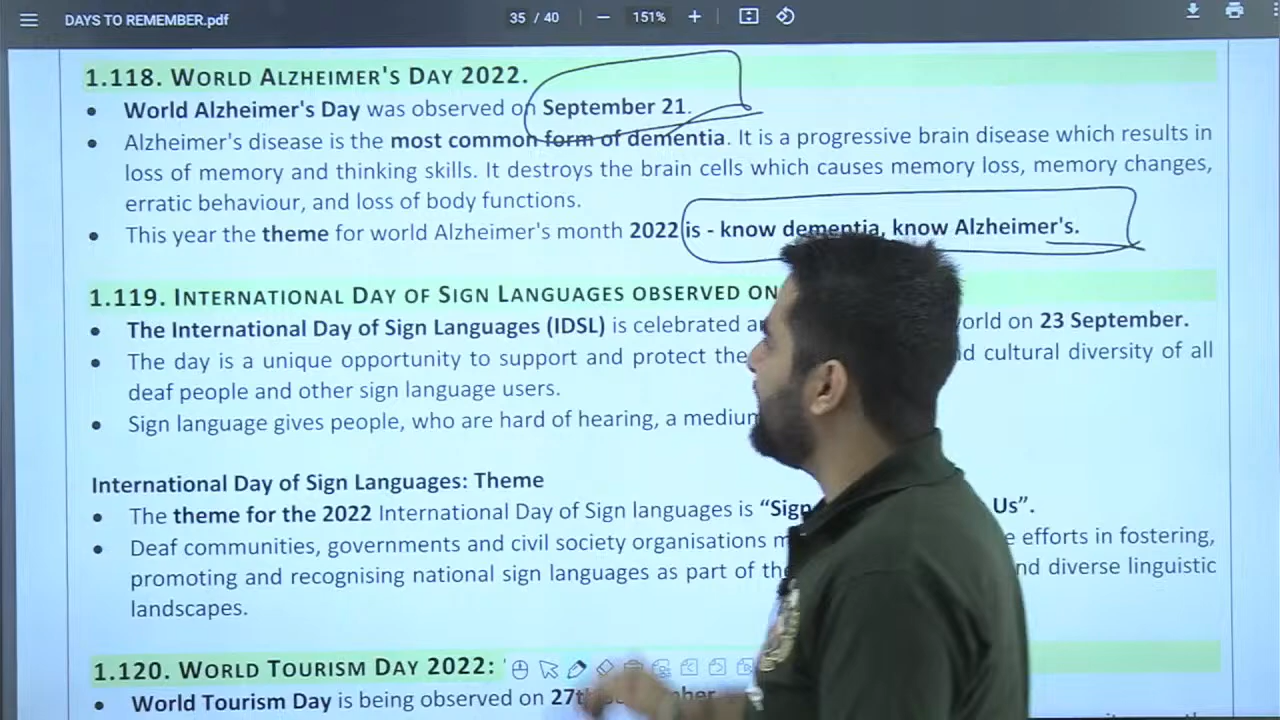 DAYS TO REMEMBER.pdf
35 / 40
151%
1.118. WORLD ALZHEIMER'S DAY 2022.
• World Alzheimer's Day was observed on September 21.
• Alzheimer's disease is the most common form of dementia. It is a progressive brain disease which results in
loss of memory and thinking skills. It destroys the brain cells which causes memory loss, memory changes,
erratic behaviour, and loss of body functions.
• This year the theme for world Alzheimer's month 2022 is - know dementia, know Alzheimer's.
1.119. INTERNATIONAL DAY OF SIGN LANGUAGES OBSERVED ON
• The International Day of Sign Languages (IDSL) is celebrated world on 23 September.
• The day is a unique opportunity to support and protect the cultural diversity of all
deaf people and other sign language users.
• Sign language gives people, who are hard of hearing, a medium
International Day of Sign Languages: Theme
• The theme for the 2022 International Day of Sign languages is “Sign Us”.
• Deaf communities, governments and civil society organisations efforts in fostering,
promoting and recognising national sign languages as part of diverse linguistic
landscapes.
1.120. WORLD TOURISM DAY 2022:
• World Tourism Day is being observed on 27th